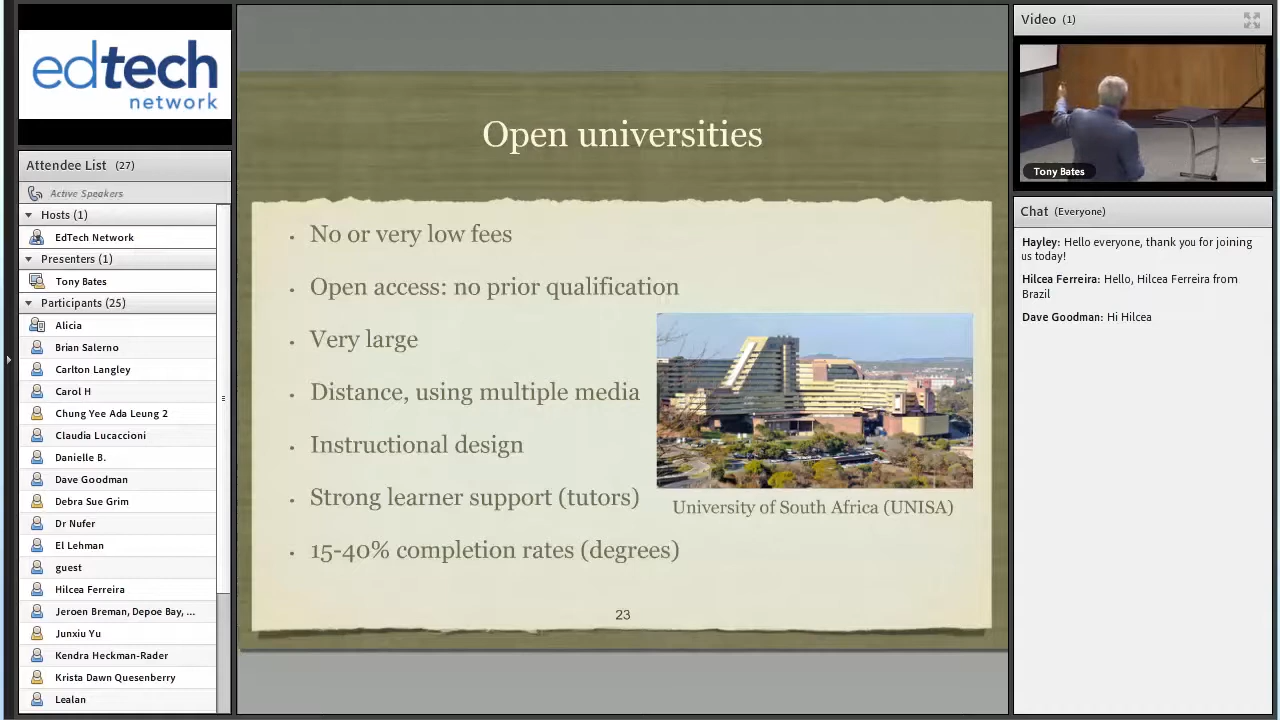 edtech
network
Attendee List (27)
Active Speakers
Hosts (1)
EdTech Network
Presenters (1)
Tony Bates
Participants (25)
Alicia
Brian Salerno
Carlton Langley
Carol H
Chung Yee Ada Leung 2
Claudia Lucaccioni
Danielle B.
Dave Goodman
Debra Sue Grim
Dr Nufer
El Lehman
guest
Hilcea Ferreira
Jeroen Breman, Depoe Bay, ...
Junxiu Yu
Kendra Heckman-Rader
Krista Dawn Quesenberry
Lealan
Open universities
· No or very low fees
· Open access: no prior qualification
· Very large
· Distance, using multiple media
· Instructional design
· Strong learner support (tutors)
· 15-40% completion rates (degrees)
University of South Africa (UNISA)
23
Video (1)
Tony Bates
Chat (Everyone)
Hayley: Hello everyone, thank you for joining
us today!
Hilcea Ferreira: Hello, Hilcea Ferreira from
Brazil
Dave Goodman: Hi Hilcea